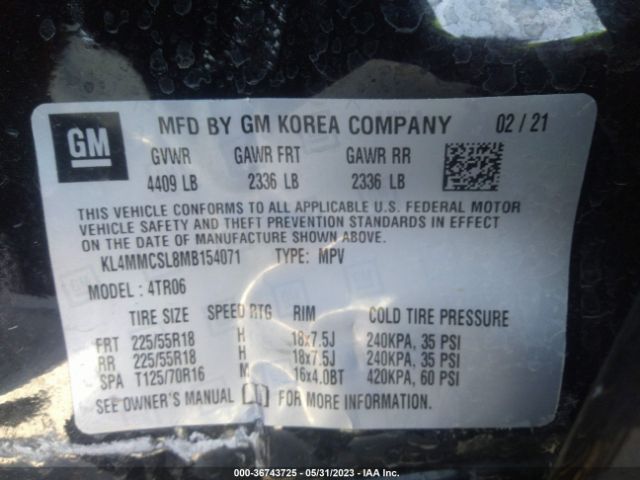 GM
MFD BY GM KOREA COMPANY 02 / 21
GVWR GAWR FRT GAWR RR
4409 LB 2336 LB 2336 LB
THIS VEHICLE CONFORMS TO ALL APPLICABLE U.S. FEDERAL MOTOR
VEHICLE SAFETY AND THEFT PREVENTION STANDARDS IN EFFECT
ON THE DATE OF MANUFACTURE SHOWN ABOVE.
KL4MMCSL8MB154071 TYPE: MPV
MODEL: 4TR06
TIRE SIZE SPEED RTG RIM COLD TIRE PRESSURE
FRT 225/55R18 H 18x7.5J 240KPA, 35 PSI
RR 225/55R18 H 18x7.5J 240KPA, 35 PSI
SPA T125/70R16 M 16x4.0BT 420KPA, 60 PSI
SEE OWNER'S MANUAL FOR MORE INFORMATION.
000-36743725 - 05/31/2023 - IAA Inc.